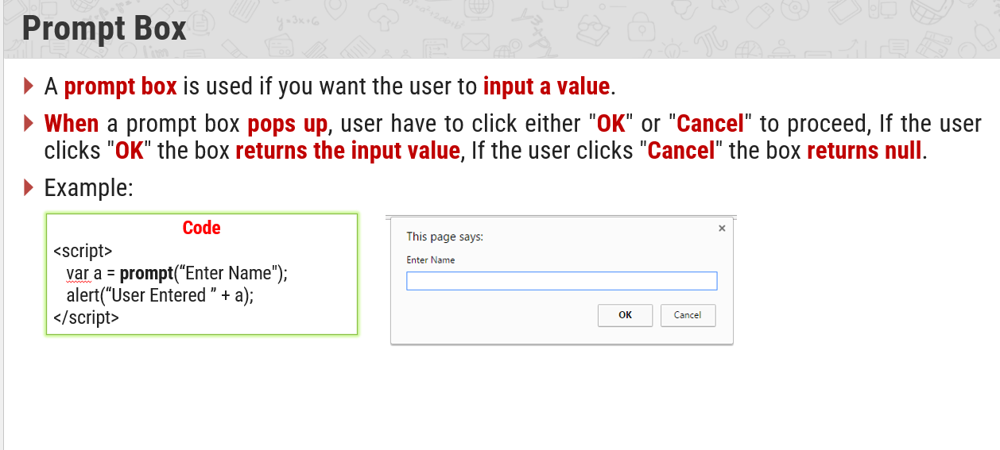 Prompt Box
A prompt box is used if you want the user to input a value.
When a prompt box pops up, user have to click either "OK" or "Cancel" to proceed, If the user
clicks "OK" the box returns the input value, If the user clicks "Cancel" the box returns null.
Example:
Code
<script>
var a = prompt(“Enter Name");
alert(“User Entered ” + a);
</script>
This page says:
Enter Name
OK
Cancel